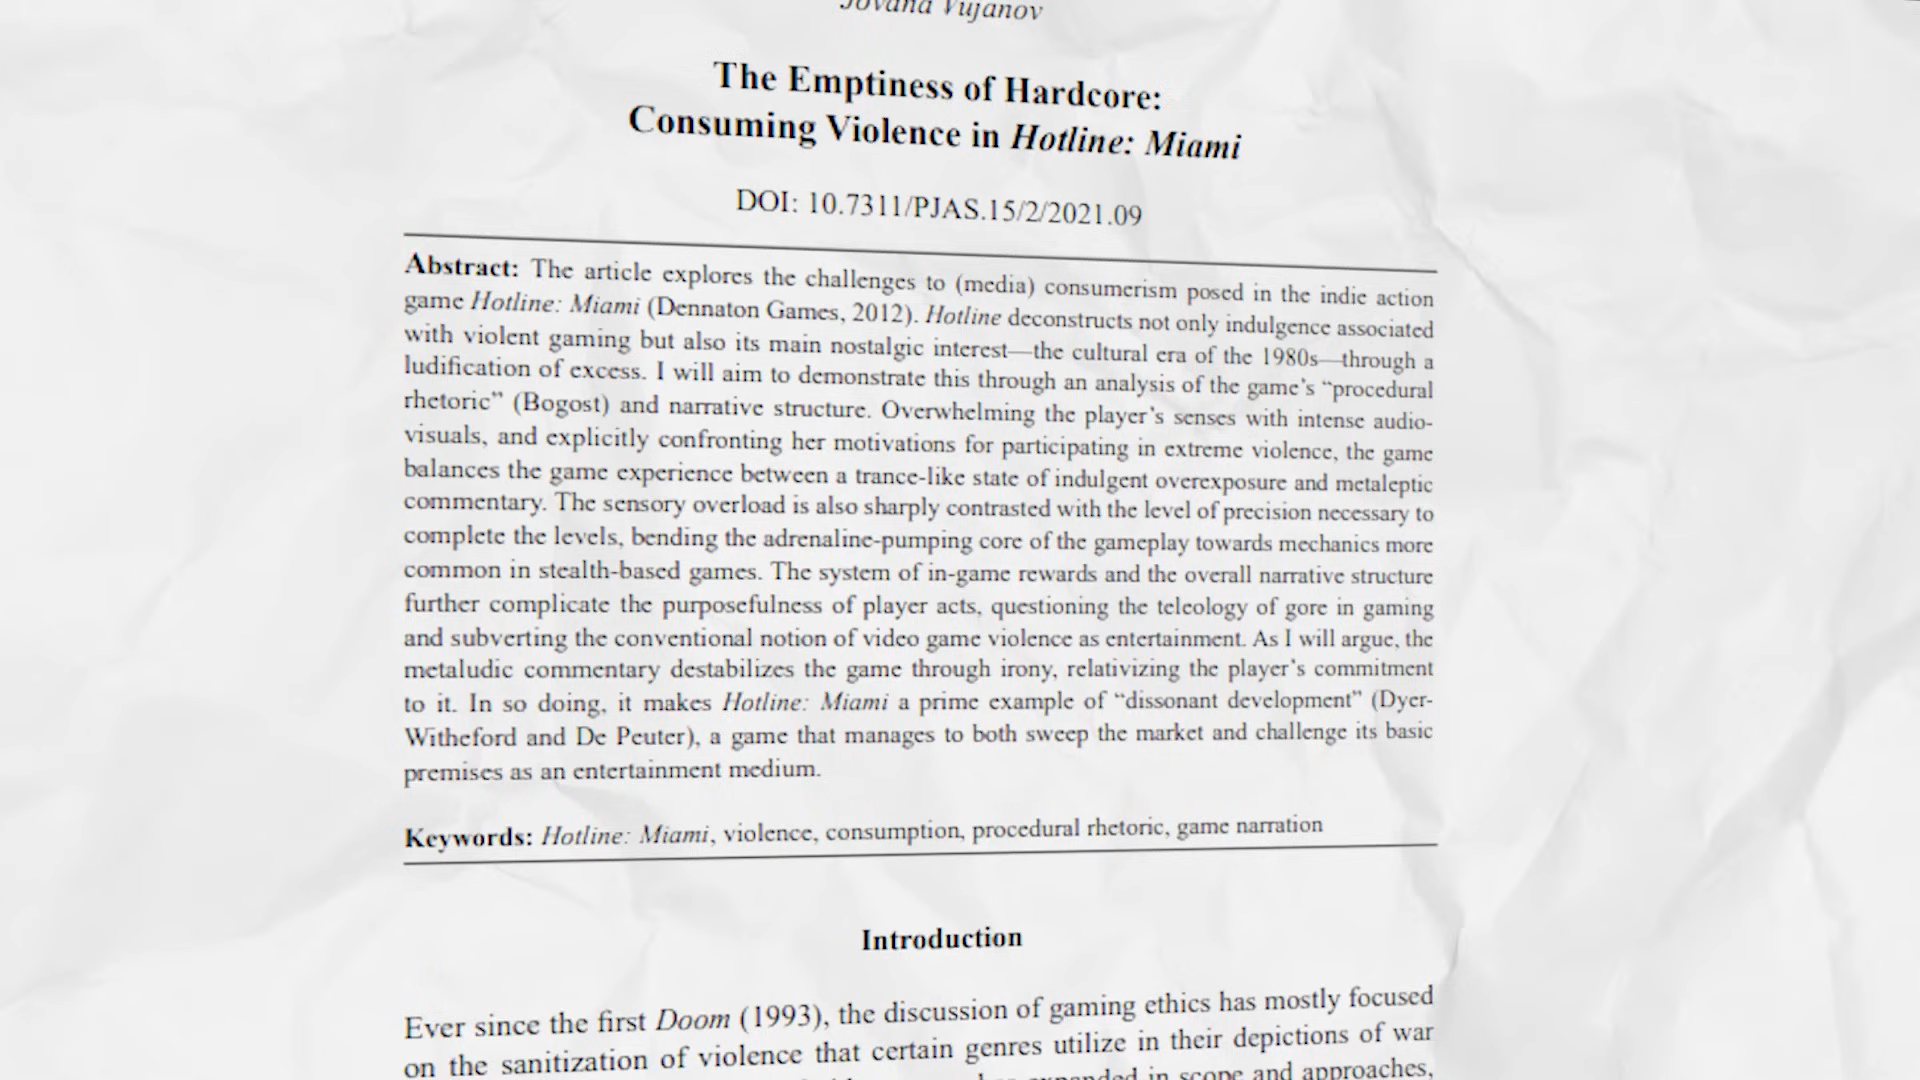 Jovana Vujanov
The Emptiness of Hardcore:
Consuming Violence in Hotline: Miami
DOI: 10.7311/PJAS.15/2/2021.09
Abstract: The article explores the challenges to (media) consumerism posed in the indie action
game Hotline: Miami (Dennaton Games, 2012). Hotline deconstructs not only indulgence associated
with violent gaming but also its main nostalgic interest—the cultural era of the 1980s—through a
ludification of excess. I will aim to demonstrate this through an analysis of the game's “procedural
rhetoric” (Bogost) and narrative structure. Overwhelming the player's senses with intense audio-
visuals, and explicitly confronting her motivations for participating in extreme violence, the game
balances the game experience between a trance-like state of indulgent overexposure and metaleptic
commentary. The sensory overload is also sharply contrasted with the level of precision necessary to
complete the levels, bending the adrenaline-pumping core of the gameplay towards mechanics more
common in stealth-based games. The system of in-game rewards and the overall narrative structure
further complicate the purposefulness of player acts, questioning the teleology of gore in gaming
and subverting the conventional notion of video game violence as entertainment. As I will argue, the
metaludic commentary destabilizes the game through irony, relativizing the player's commitment
to it. In so doing, it makes Hotline: Miami a prime example of “dissonant development” (Dyer-
Witheford and De Peuter), a game that manages to both sweep the market and challenge its basic
premises as an entertainment medium.
Keywords: Hotline: Miami, violence, consumption, procedural rhetoric, game narration
Introduction
Ever since the first Doom (1993), the discussion of gaming ethics has mostly focused
on the sanitization of violence that certain genres utilize in their depictions of war
expanded in scope and approaches,